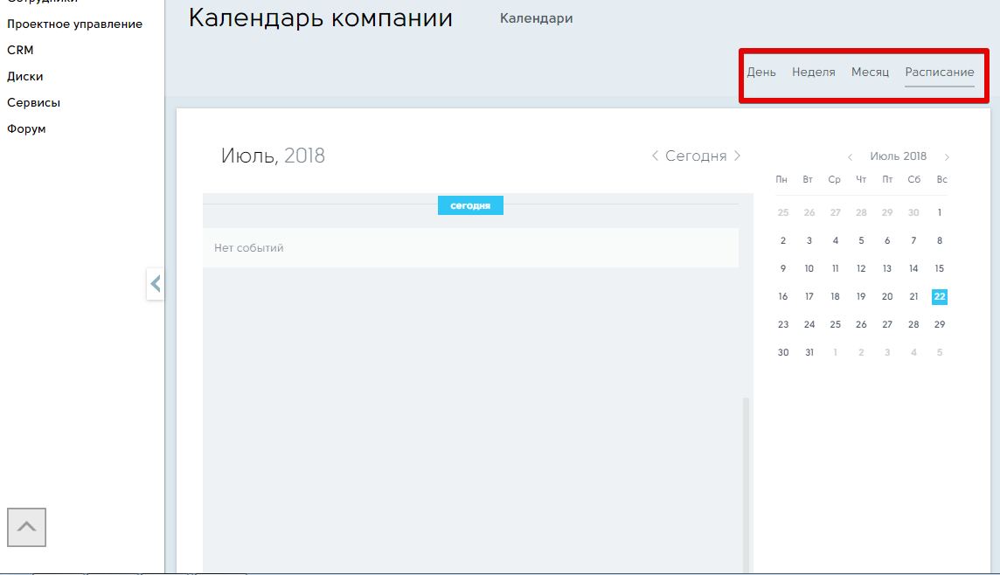 Сотрудники
Проектное управление
CRM
Диски
Сервисы
Форум
Календарь компании
Календари
День Неделя Месяц Расписание
Июль, 2018
Сегодня
сегодня
Нет событий
Июль 2018
Пн Вт Ср Чт Пт Сб Вс
25 26 27 28 29 30 1
2 3 4 5 6 7 8
9 10 11 12 13 14 15
16 17 18 19 20 21 22
23 24 25 26 27 28 29
30 31 1 2 3 4 5